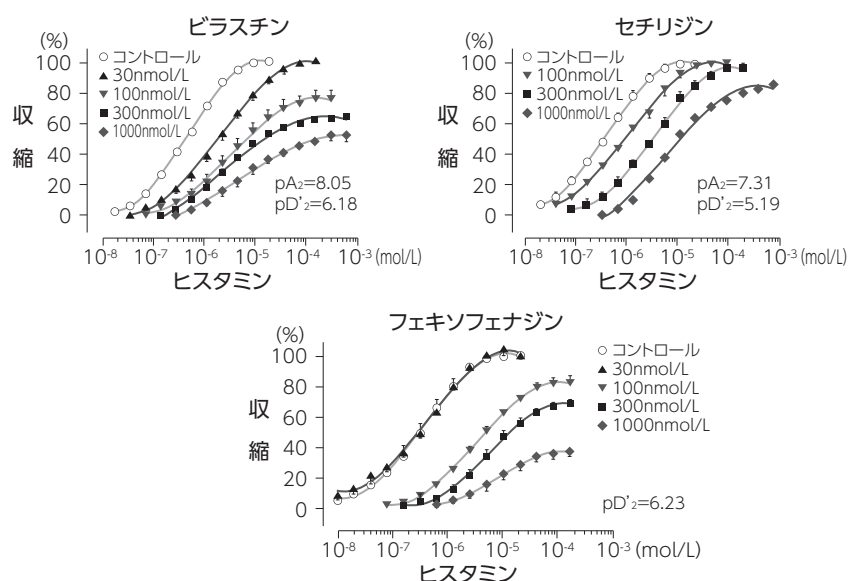 ビラスチン
(%)
100
80
60
40
20
0
収
縮
コントロール
30nmol/L
100nmol/L
300nmol/L
1000nmol/L
pA₂=8.05
pD'₂=6.18
10⁻⁸ 10⁻⁷ 10⁻⁶ 10⁻⁵ 10⁻⁴ 10⁻³ (mol/L)
ヒスタミン
セチリジン
(%)
100
80
60
40
20
0
収
縮
コントロール
100nmol/L
300nmol/L
1000nmol/L
pA₂=7.31
pD'₂=5.19
10⁻⁸ 10⁻⁷ 10⁻⁶ 10⁻⁵ 10⁻⁴ 10⁻³ (mol/L)
ヒスタミン
フェキソフェナジン
(%)
100
80
60
40
20
0
収
縮
コントロール
30nmol/L
100nmol/L
300nmol/L
1000nmol/L
pD'₂=6.23
10⁻⁸ 10⁻⁷ 10⁻⁶ 10⁻⁵ 10⁻⁴ (mol/L)
ヒスタミン